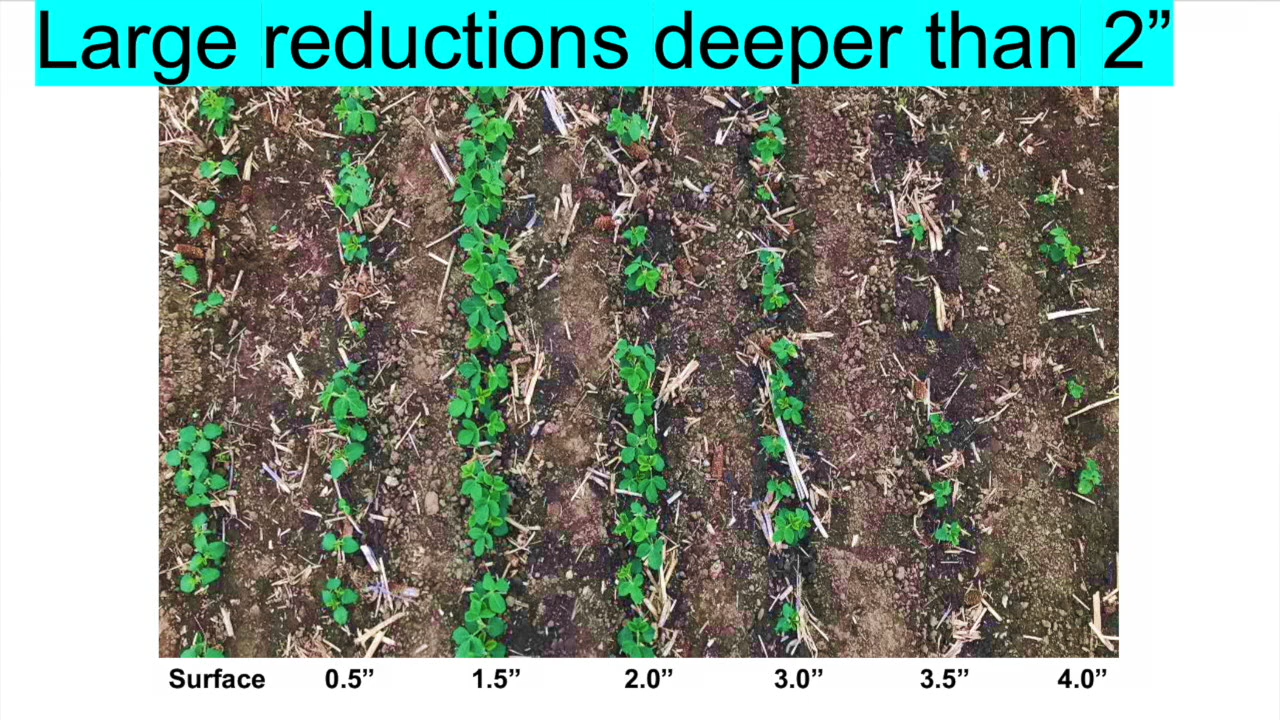 Large reductions deeper than 2”
Surface 0.5” 1.5” 2.0” 3.0” 3.5” 4.0”